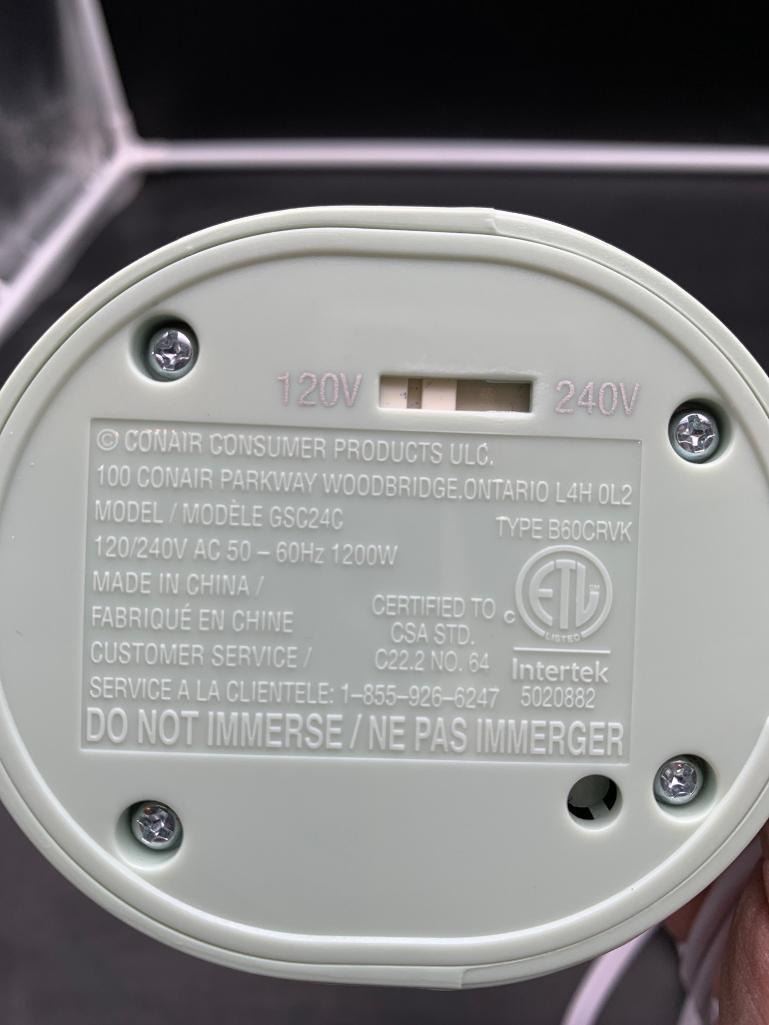 120V 240V
© CONAIR CONSUMER PRODUCTS ULC.
100 CONAIR PARKWAY WOODBRIDGE.ONTARIO L4H 0L2
MODEL / MODÈLE GSC24C TYPE B60CRVK
120/240V AC 50 – 60Hz 1200W
MADE IN CHINA /
FABRIQUÉ EN CHINE
CERTIFIED TO
CSA STD.
C22.2 NO. 64
c ETL TM
LISTED
Intertek
5020882
CUSTOMER SERVICE /
SERVICE A LA CLIENTELE: 1–855–926–6247
DO NOT IMMERSE / NE PAS IMMERGER